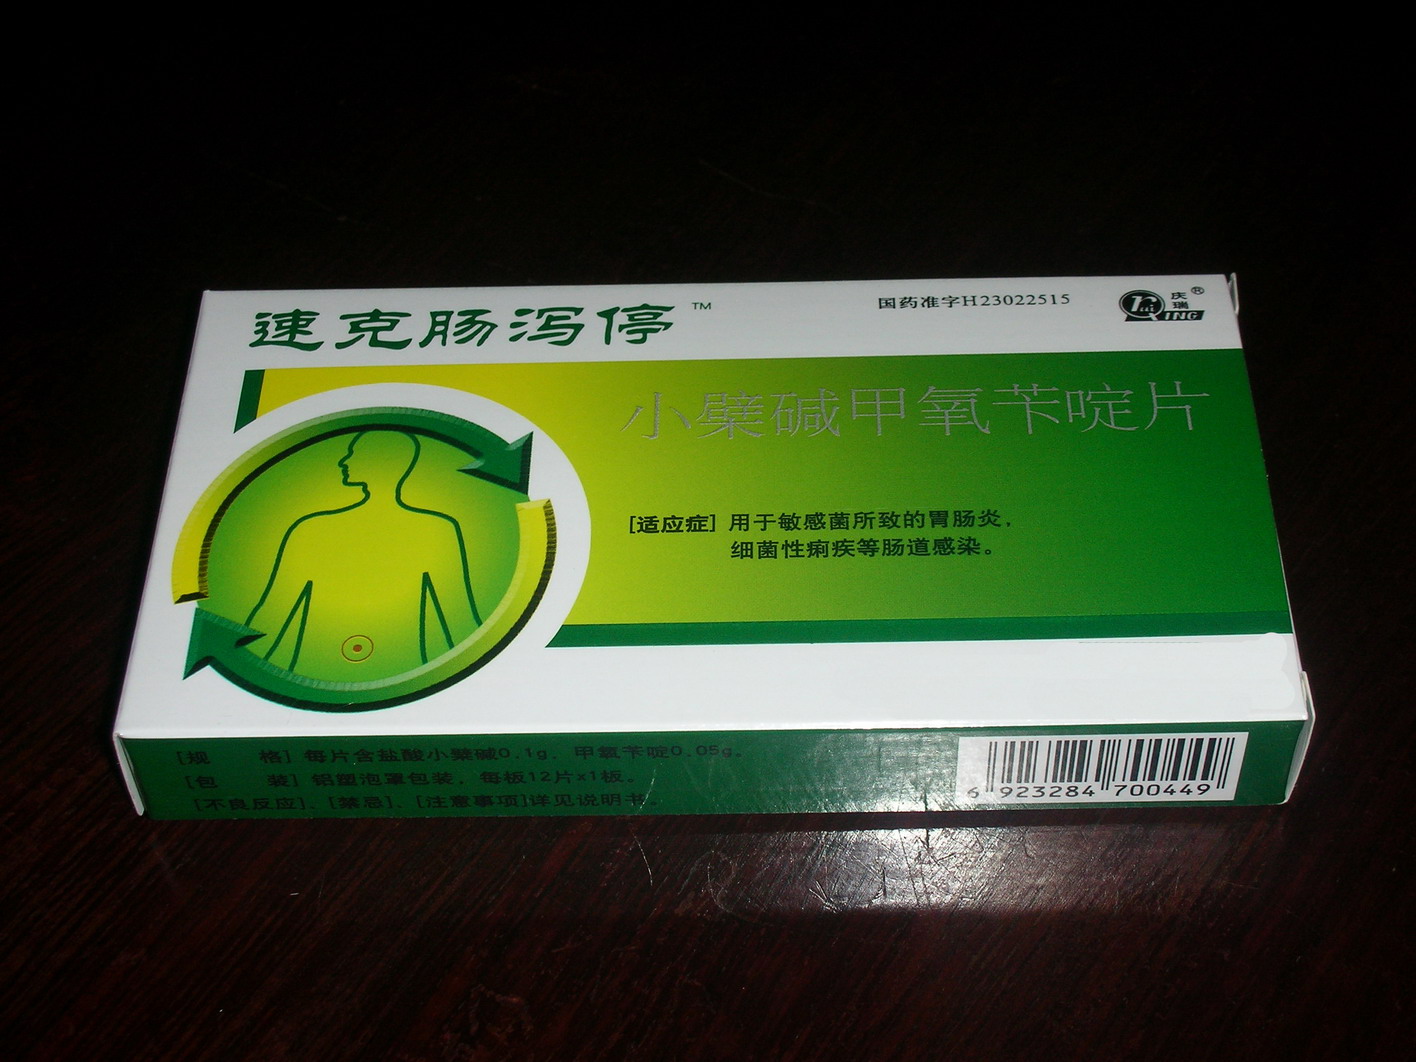 速克肠泻停™
国药准字H23022515
庆瑞®
QING
小檗碱甲氧苄啶片
[适应症] 用于敏感菌所致的胃肠炎,
细菌性痢疾等肠道感染。
[规 格] 每片含盐酸小檗碱0.1g,甲氧苄啶0.05g。
[包 装] 铝塑泡罩包装,每板12片x1板。
[不良反应]、[禁忌]、[注意事项]详见说明书。
6 923284 700449